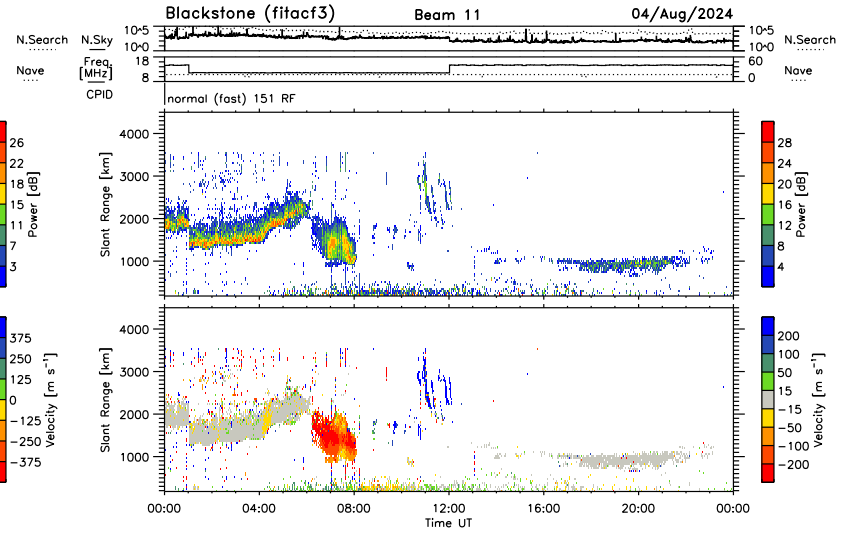 Blackstone (fitacf3) Beam 11 04/Aug/2024
N.Search N.Sky 10^5 10^0 10^5 10^0 N.Search
Nave Freq. [MHz] 18 8 60 0 Nave
CPID normal (fast) 151 RF
26 22 18 15 11 7 3
Power [dB]
4000 3000 2000 1000
Slant Range [km]
28 24 20 16 12 8 4
Power [dB]
375 250 125 0 -125 -250 -375
Velocity [m s⁻¹]
4000 3000 2000 1000
Slant Range [km]
200 100 50 15 -15 -50 -100 -200
Velocity [m s⁻¹]
00:00 04:00 08:00 12:00 16:00 20:00 00:00
Time UT